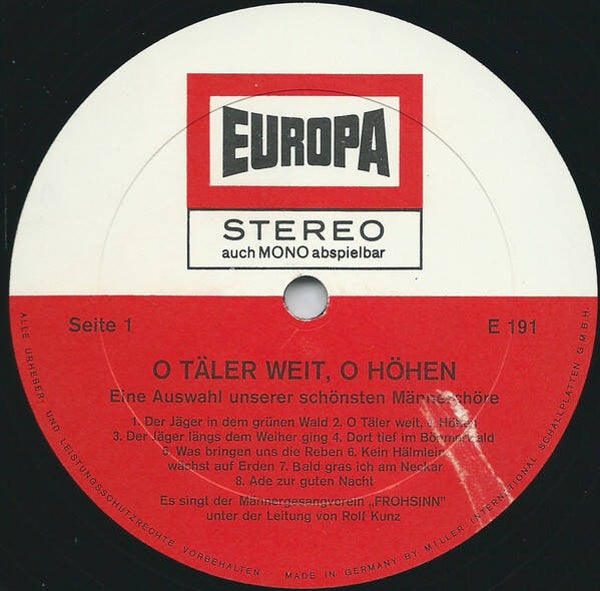 EUROPA
STEREO
auch MONO abspielbar
Seite 1
E 191
O TÄLER WEIT, O HÖHEN
Eine Auswahl unserer schönsten Männerchöre
1. Der Jäger in dem grünen Wald 2. O Täler weit, o Höhen
3. Der Jäger längs dem Weiher ging 4. Dort tief im Böhmerwald
5. Was bringen uns die Reben 6. Kein Hälmlein
wächst auf Erden 7. Bald gras ich am Neckar
8. Ade zur guten Nacht
Es singt der Männergesangverein „FROHSINN"
unter der Leitung von Rolf Kunz
ALLE URHEBER- UND LEISTUNGSSCHUTZRECHTE VORBEHALTEN - MADE IN GERMANY BY MILLER INTERNATIONAL SCHALLPLATTEN G.M.B.H.